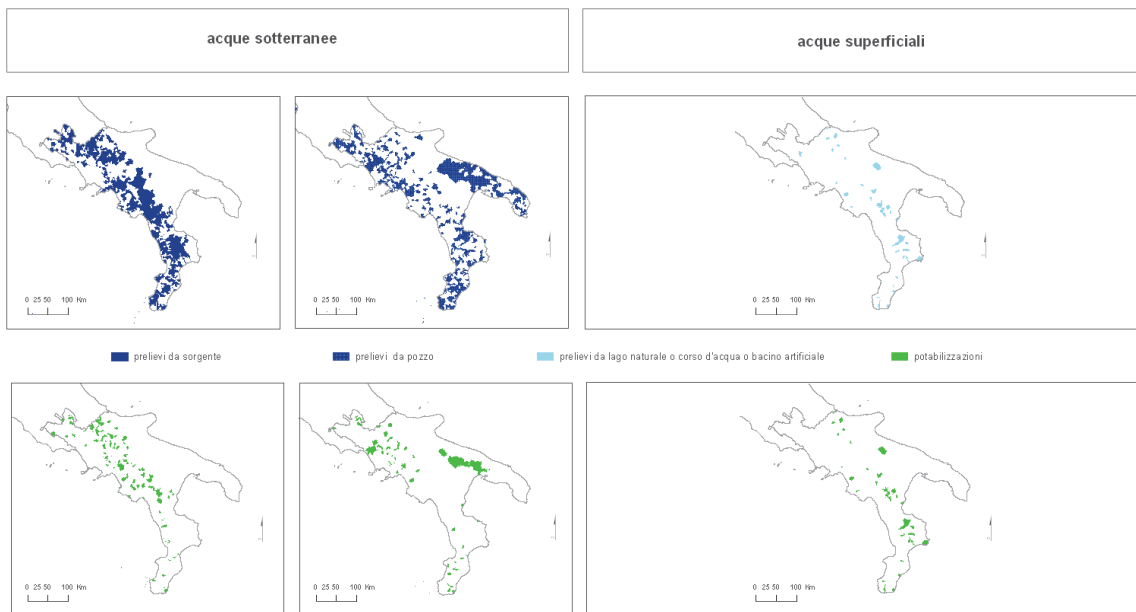 acque sotterranee
acque superficiali
0 25 50 100 Km
0 25 50 100 Km
0 25 50 100 Km
prelievi da sorgente
prelievi da pozzo
prelievi da lago naturale o corso d'acqua o bacino artificiale
potabilizzazioni
0 25 50 100 Km
0 25 50 100 Km
0 25 50 100 Km